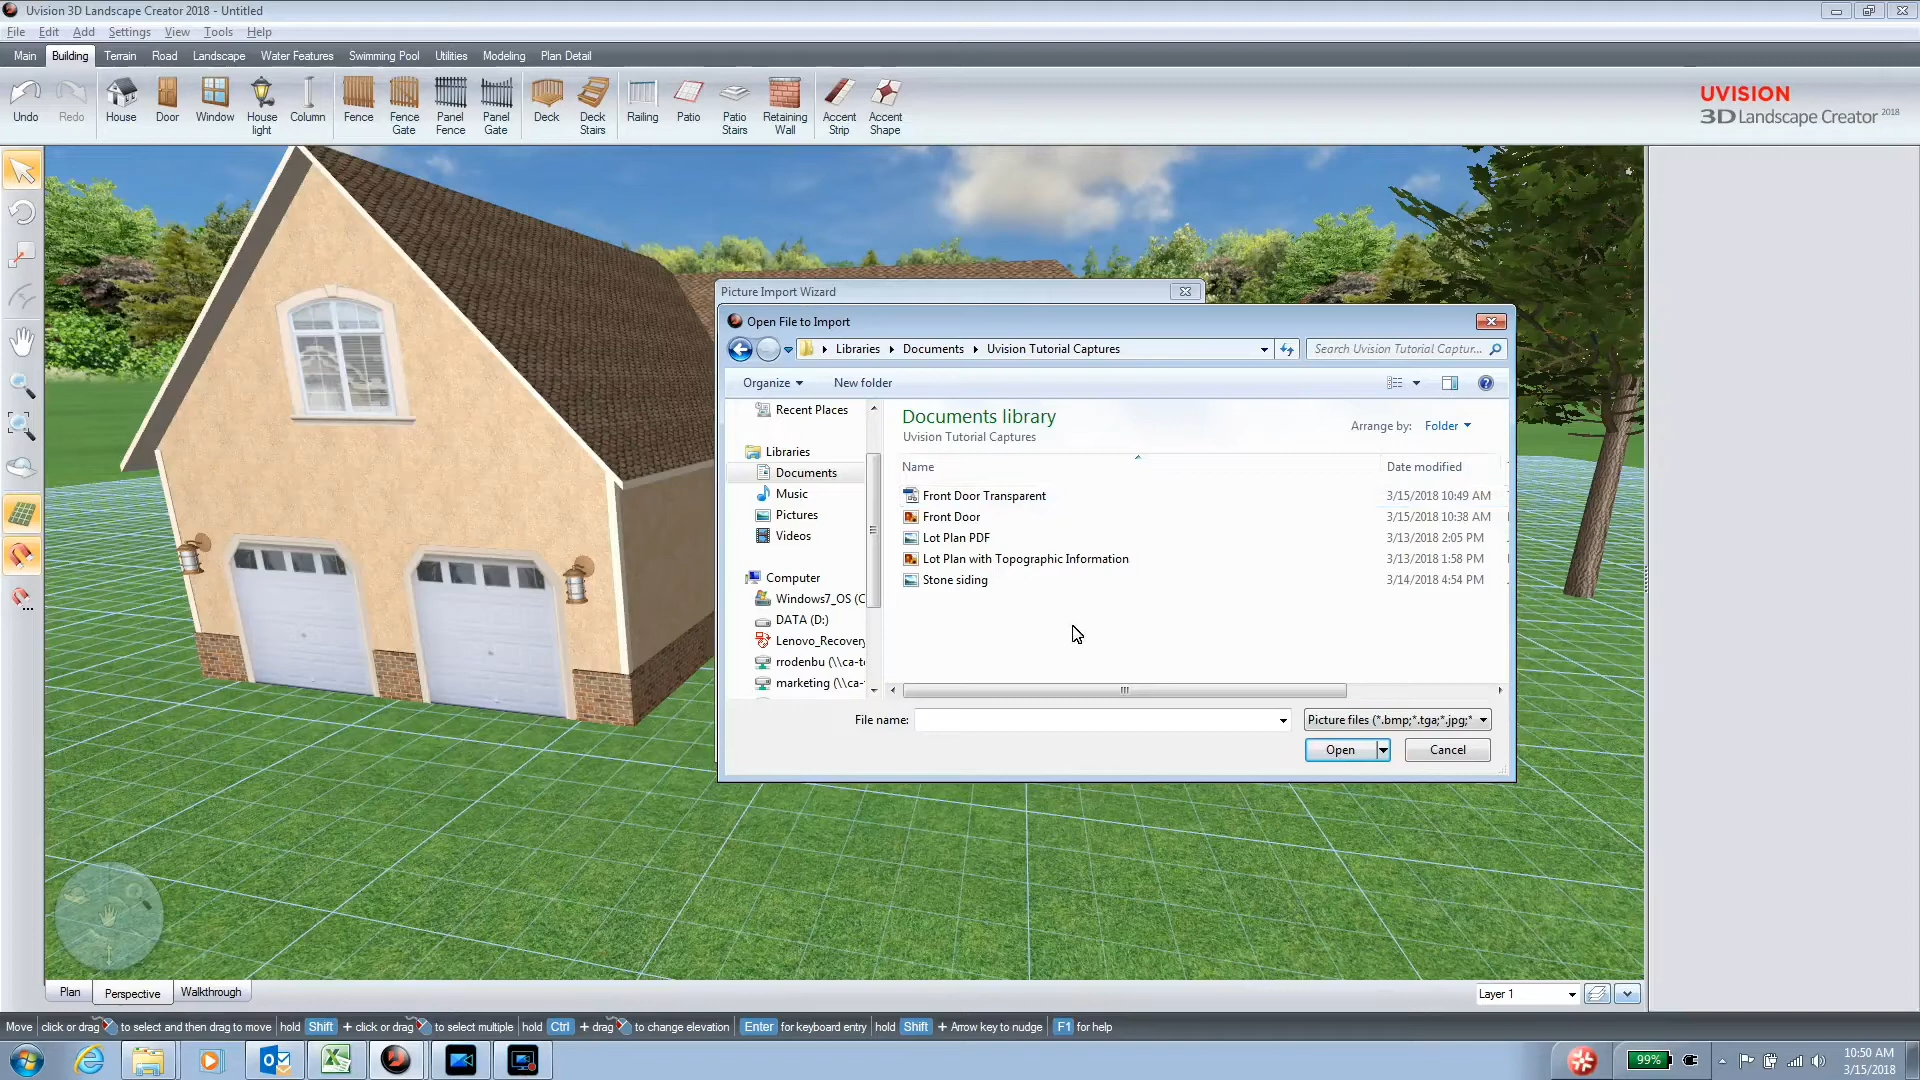 Uvision 3D Landscape Creator 2018 - Untitled
File Edit Add Settings View Tools Help
Main Building Terrain Road Landscape Water Features Swimming Pool Utilities Modeling Plan Detail
Undo Redo House Door Window House light Column Fence Fence Gate Panel Fence Panel Gate Deck Deck Stairs Railing Patio Patio Stairs Retaining Wall Accent Strip Accent Shape
UVISION
3D Landscape Creator 2018
Picture Import Wizard
Open File to Import
Libraries Documents Uvision Tutorial Captures
Search Uvision Tutorial Captur...
Organize New folder
Recent Places
Libraries
Documents
Music
Pictures
Videos
Computer
Windows7_OS (C
DATA (D:)
Lenovo_Recovery
rrodenbu (\\ca-t
marketing (\\ca-
Documents library
Uvision Tutorial Captures
Arrange by: Folder
Name Date modified
Front Door Transparent 3/15/2018 10:49 AM
Front Door 3/15/2018 10:38 AM
Lot Plan PDF 3/13/2018 2:05 PM
Lot Plan with Topographic Information 3/13/2018 1:58 PM
Stone siding 3/14/2018 4:54 PM
File name: Picture files (*.bmp;*.tga;*.jpg;*
Open Cancel
Plan Perspective Walkthrough
Layer 1
Move click or drag to select and then drag to move hold Shift + click or drag to select multiple hold Ctrl + drag to change elevation Enter for keyboard entry hold Shift + Arrow key to nudge F1 for help
99%
10:50 AM
3/15/2018